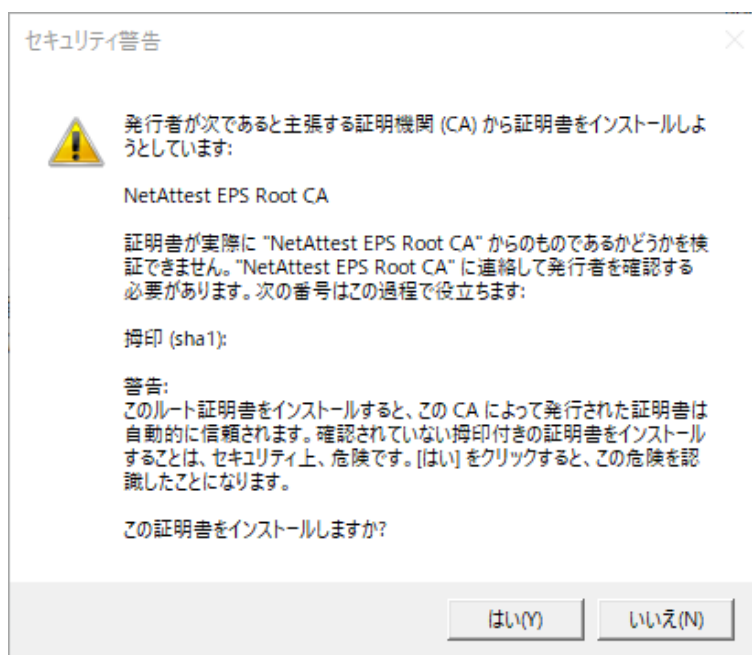 セキュリティ警告
発行者が次であると主張する証明機関 (CA) から証明書をインストールしよ
うとしています:
NetAttest EPS Root CA
証明書が実際に "NetAttest EPS Root CA" からのものであるかどうかを検
証できません。"NetAttest EPS Root CA" に連絡して発行者を確認する
必要があります。次の番号はこの過程で役立ちます:
拇印 (sha1):
警告:
このルート証明書をインストールすると、この CA によって発行された証明書は
自動的に信頼されます。確認されていない拇印付きの証明書をインストール
することは、セキュリティ上、危険です。[はい] をクリックすると、この危険を認
識したことになります。
この証明書をインストールしますか?
はい(Y)
いいえ(N)